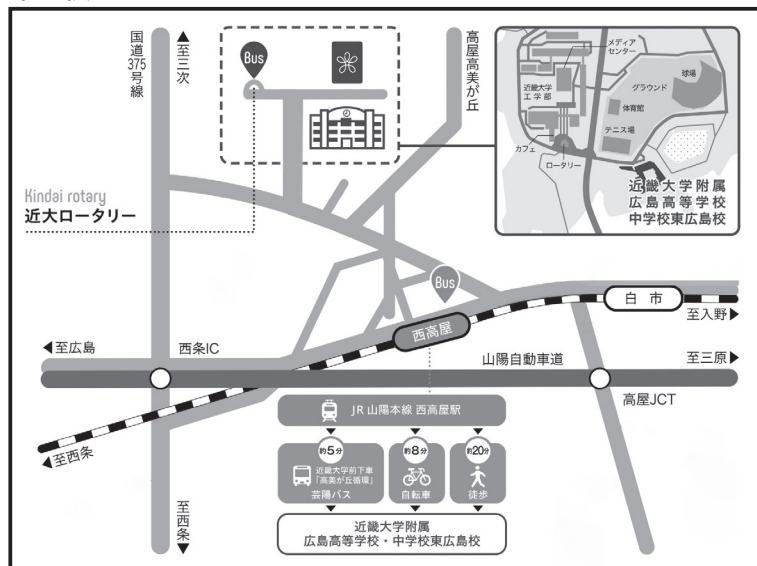 国道375号線
▲至三次
Bus
高屋高美が丘
メディア
センター
近畿大学
工学部
グラウンド
球場
体育館
テニス場
カフェ
ロータリー
近畿大学附属
広島高等学校
中学校東広島校
Kindai rotary
近大ロータリー
Bus
白市
至入野▶
西高屋
◀至広島
西条IC
山陽自動車道
至三原▶
高屋JCT
◀至西条
至西条▼
JR 山陽本線 西高屋駅
約5分
約8分
約20分
近畿大学前下車
「高美が丘循環」
芸陽バス
自転車
徒歩
近畿大学附属
広島高等学校・中学校東広島校